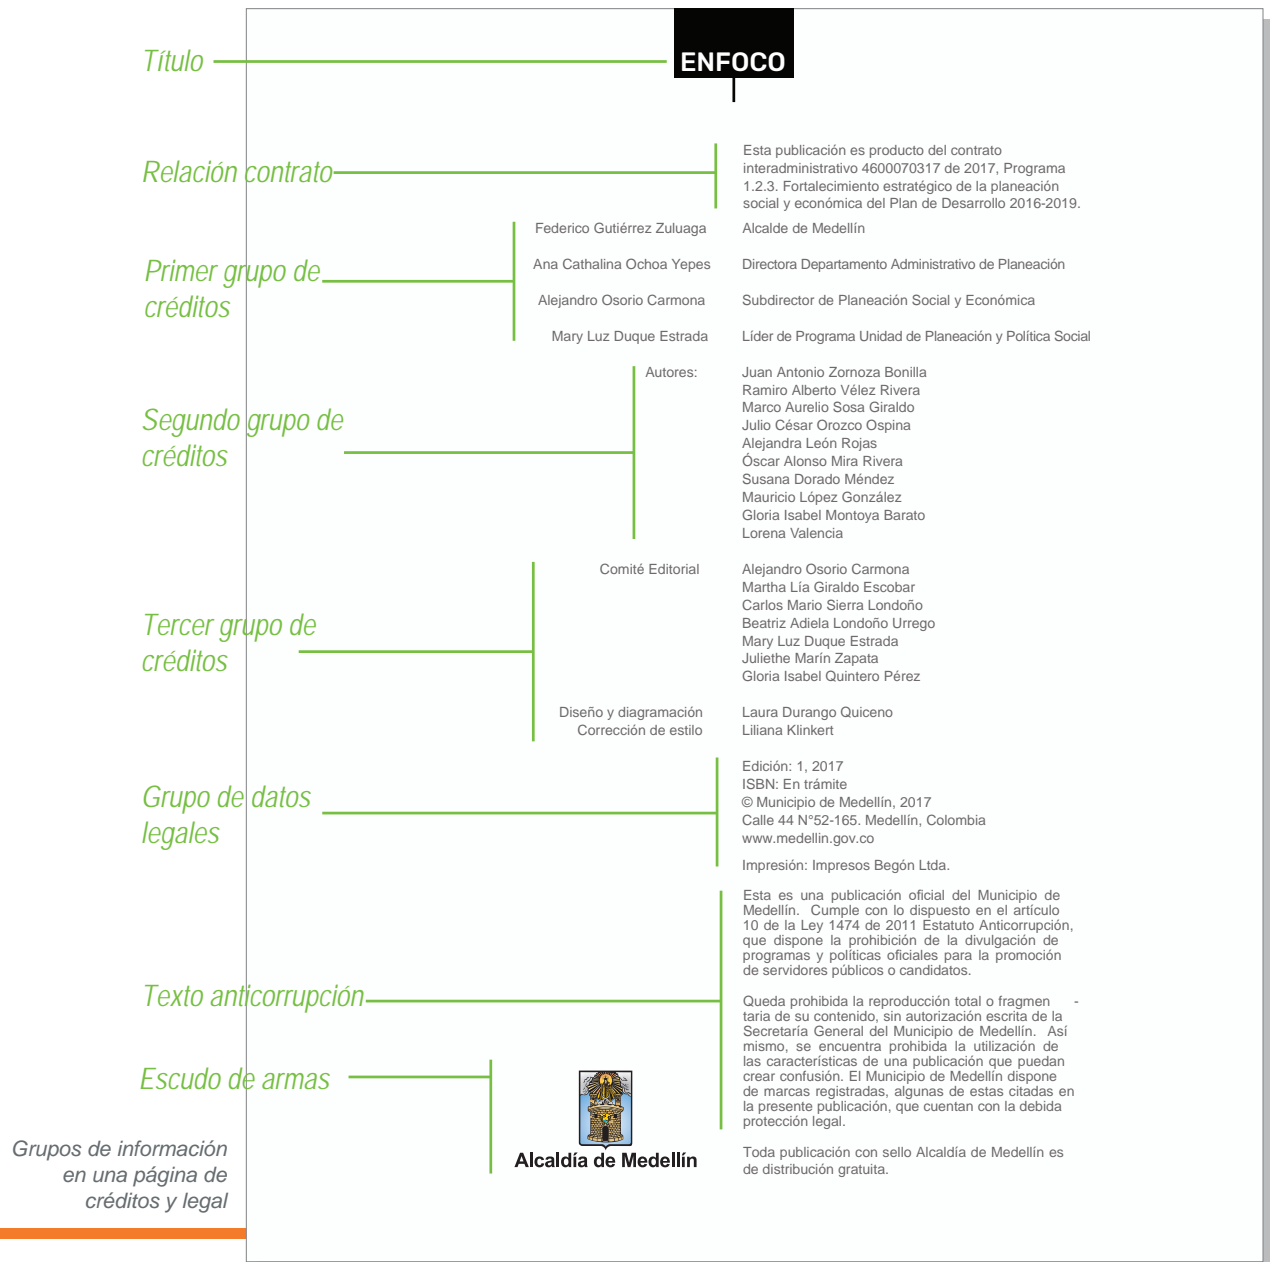 Título
ENFOCO
Relación contrato
Esta publicación es producto del contrato
interadministrativo 4600070317 de 2017, Programa
1.2.3. Fortalecimiento estratégico de la planeación
social y económica del Plan de Desarrollo 2016-2019.
Primer grupo de
créditos
Federico Gutiérrez Zuluaga Alcalde de Medellín
Ana Cathalina Ochoa Yepes Directora Departamento Administrativo de Planeación
Alejandro Osorio Carmona Subdirector de Planeación Social y Económica
Mary Luz Duque Estrada Líder de Programa Unidad de Planeación y Política Social
Segundo grupo de
créditos
Autores: Juan Antonio Zornoza Bonilla
Ramiro Alberto Vélez Rivera
Marco Aurelio Sosa Giraldo
Julio César Orozco Ospina
Alejandra León Rojas
Óscar Alonso Mira Rivera
Susana Dorado Méndez
Mauricio López González
Gloria Isabel Montoya Barato
Lorena Valencia
Tercer grupo de
créditos
Comité Editorial Alejandro Osorio Carmona
Martha Lía Giraldo Escobar
Carlos Mario Sierra Londoño
Beatriz Adiela Londoño Urrego
Mary Luz Duque Estrada
Juliethe Marín Zapata
Gloria Isabel Quintero Pérez
Diseño y diagramación Laura Durango Quiceno
Corrección de estilo Liliana Klinkert
Grupo de datos
legales
Edición: 1, 2017
ISBN: En trámite
© Municipio de Medellín, 2017
Calle 44 N°52-165. Medellín, Colombia
www.medellin.gov.co
Impresión: Impresos Begón Ltda.
Texto anticorrupción
Esta es una publicación oficial del Municipio de
Medellín. Cumple con lo dispuesto en el artículo
10 de la Ley 1474 de 2011 Estatuto Anticorrupción,
que dispone la prohibición de la divulgación de
programas y políticas oficiales para la promoción
de servidores públicos o candidatos.
Queda prohibida la reproducción total o fragmen -
taria de su contenido, sin autorización escrita de la
Secretaría General del Municipio de Medellín. Así
mismo, se encuentra prohibida la utilización de
las características de una publicación que puedan
crear confusión. El Municipio de Medellín dispone
de marcas registradas, algunas de estas citadas en
la presente publicación, que cuentan con la debida
protección legal.
Toda publicación con sello Alcaldía de Medellín es
de distribución gratuita.
Escudo de armas
Alcaldía de Medellín
Grupos de información
en una página de
créditos y legal